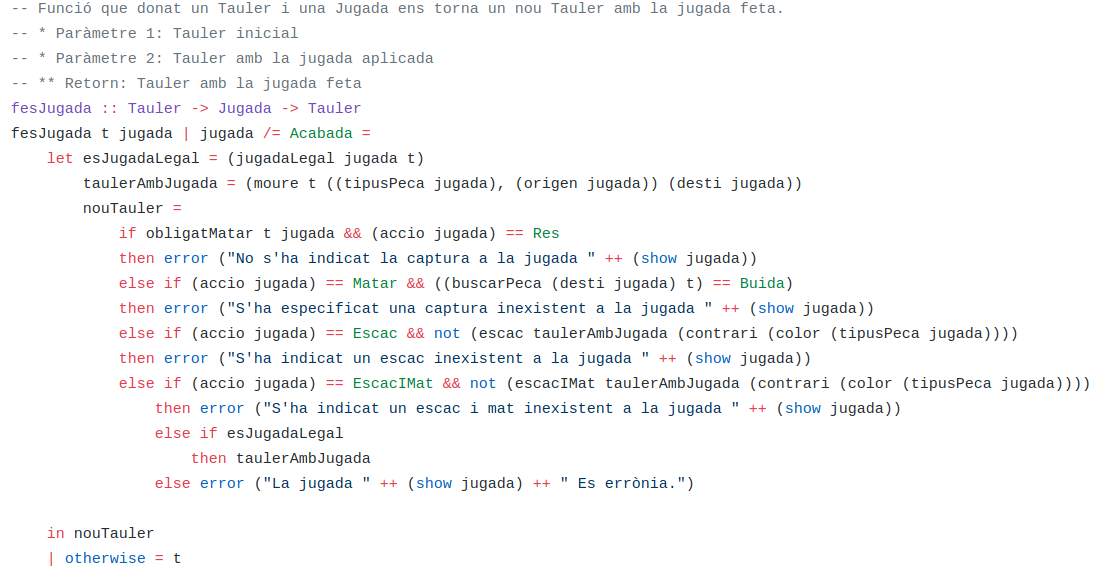 -- Funció que donat un Tauler i una Jugada ens torna un nou Tauler amb la jugada feta.
-- * Paràmetre 1: Tauler inicial
-- * Paràmetre 2: Tauler amb la jugada aplicada
-- ** Retorn: Tauler amb la jugada feta
fesJugada :: Tauler -> Jugada -> Tauler
fesJugada t jugada | jugada /= Acabada =
    let esJugadaLegal = (jugadaLegal jugada t)
        taulerAmbJugada = (moure t ((tipusPeca jugada), (origen jugada)) (desti jugada))
        nouTauler =
            if obligatMatar t jugada && (accio jugada) == Res
            then error ("No s'ha indicat la captura a la jugada " ++ (show jugada))
            else if (accio jugada) == Matar && ((buscarPeca (desti jugada) t) == Buida)
            then error ("S'ha especificat una captura inexistent a la jugada " ++ (show jugada))
            else if (accio jugada) == Escac && not (escac taulerAmbJugada (contrari (color (tipusPeca jugada))))
            then error ("S'ha indicat un escac inexistent a la jugada " ++ (show jugada))
            else if (accio jugada) == EscacIMat && not (escacIMat taulerAmbJugada (contrari (color (tipusPeca jugada))))
                then error ("S'ha indicat un escac i mat inexistent a la jugada " ++ (show jugada))
                else if esJugadaLegal
                    then taulerAmbJugada
                else error ("La jugada " ++ (show jugada) ++ " Es errònia.")

    in nouTauler
    | otherwise = t